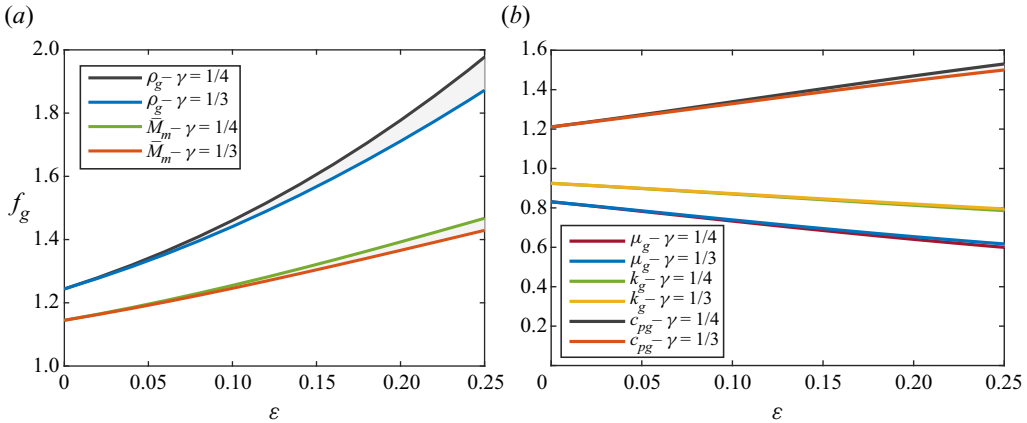 (a)
2.0
1.8
1.6
1.4
1.2
1.0
f_g
ρ_g – γ = 1/4
ρ_g – γ = 1/3
M̄_m – γ = 1/4
M̄_m – γ = 1/3
0 0.05 0.10 0.15 0.20 0.25
ε
(b)
1.6
1.4
1.2
1.0
0.8
0.6
0.4
0.2
μ_g – γ = 1/4
μ_g – γ = 1/3
k_g – γ = 1/4
k_g – γ = 1/3
c_pg – γ = 1/4
c_pg – γ = 1/3
0 0.05 0.10 0.15 0.20 0.25
ε